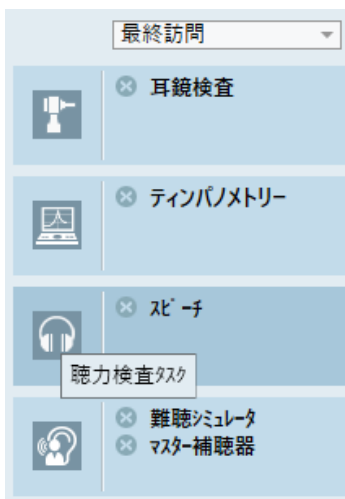 最終訪問
耳鏡検査
ティンパノメトリー
ｽﾋﾟｰﾁ
聴力検査ﾀｽｸ
難聴ｼﾐｭﾚｰﾀ
ﾏｽﾀｰ補聴器